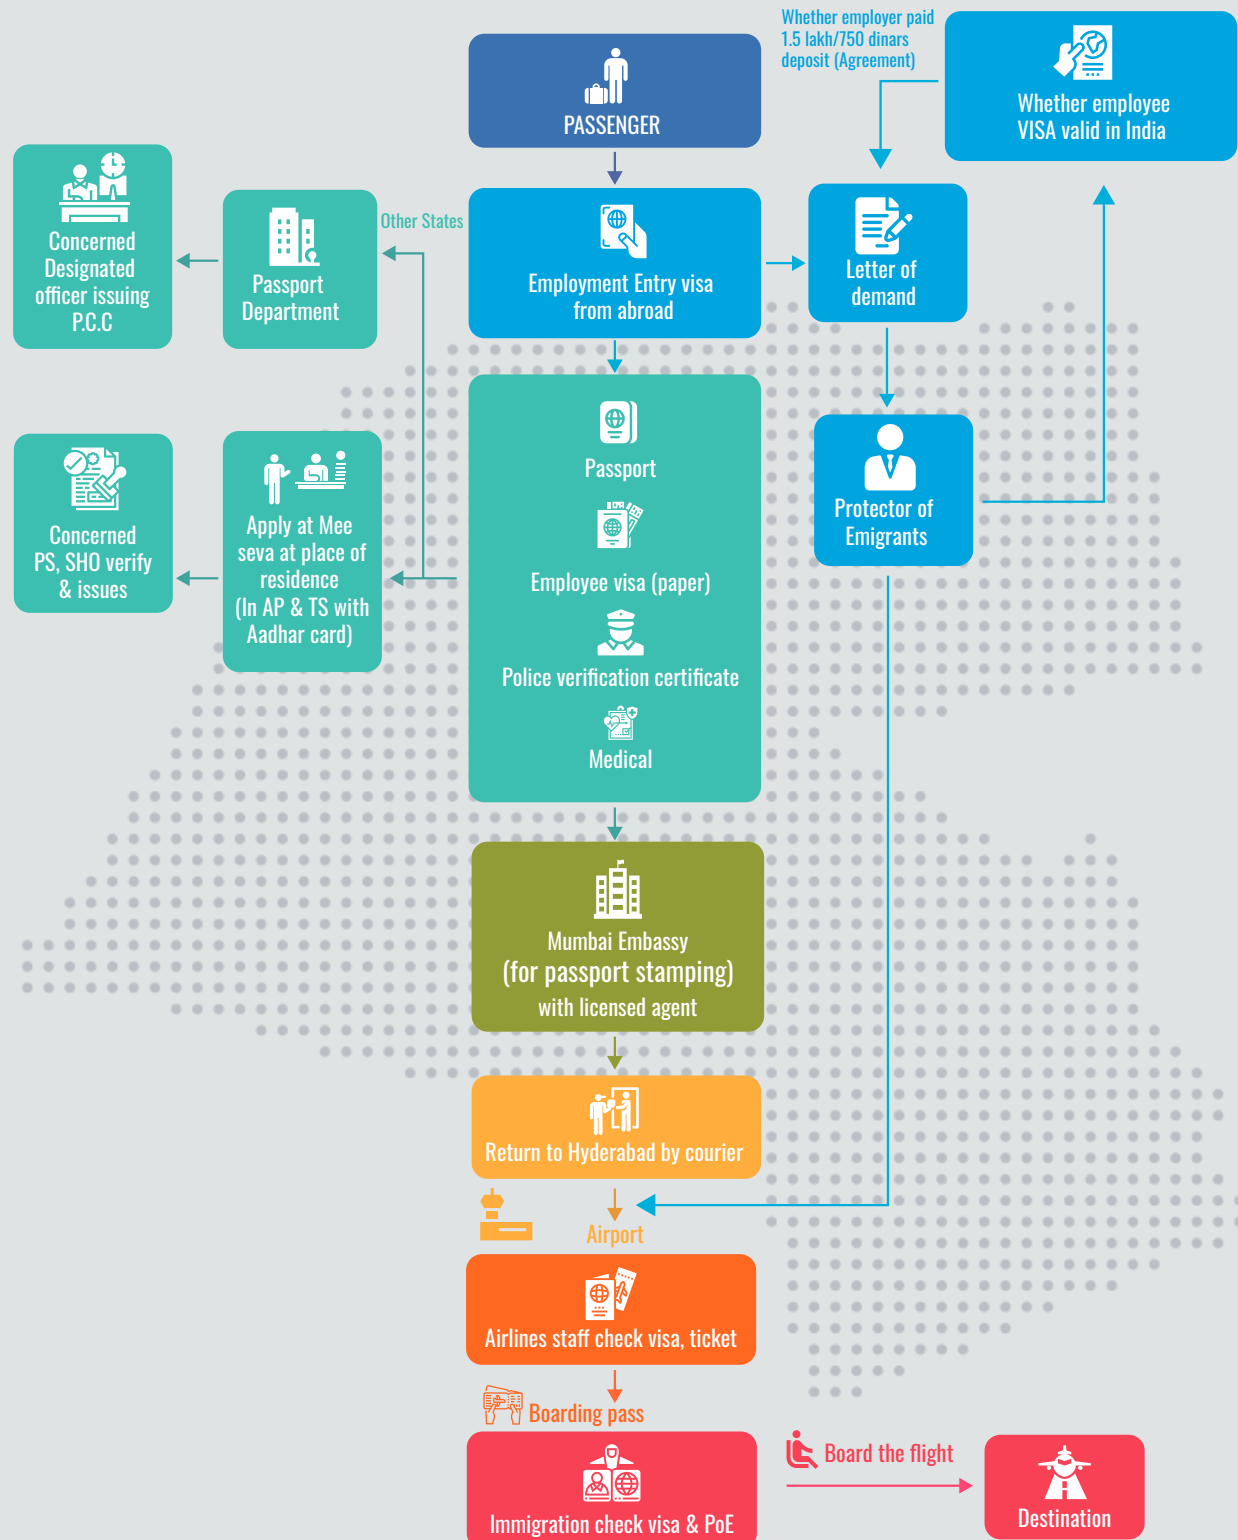 Whether employer paid
1.5 lakh/750 dinars
deposit (Agreement)
Whether employee
VISA valid in India
PASSENGER
Employment Entry visa
from abroad
Letter of
demand
Other States
Passport
Department
Concerned
Designated
officer issuing
P.C.C
Protector of
Emigrants
Passport
Employee visa (paper)
Police verification certificate
Medical
Apply at Mee
seva at place of
residence
(In AP & TS with
Aadhar card)
Concerned
PS, SHO verify
& issues
Mumbai Embassy
(for passport stamping)
with licensed agent
Return to Hyderabad by courier
Airport
Airlines staff check visa, ticket
Boarding pass
Immigration check visa & PoE
Board the flight
Destination